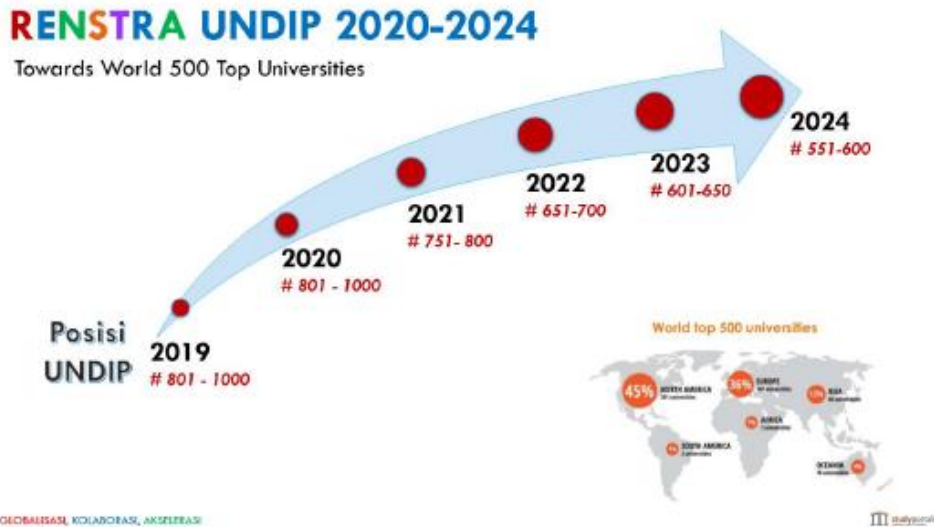 RENSTRA UNDIP 2020-2024
Towards World 500 Top Universities
2024
# 551-600
2023
# 601-650
2022
# 651-700
2021
# 751- 800
2020
# 801 - 1000
Posisi
UNDIP
2019
# 801 - 1000
World top 500 universities
45%
NORTH AMERICA
36%
EUROPE
ASIA
AFRICA
SOUTH AMERICA
OCEANIA
GLOBALISASI, KOLABORASI, AKSELERASI
studyportals